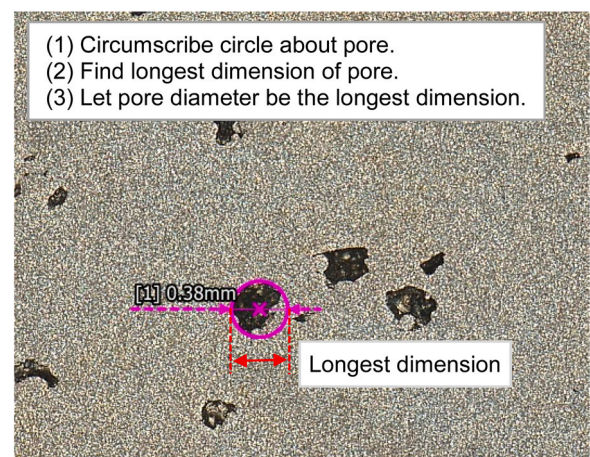 (1) Circumscribe circle about pore.
(2) Find longest dimension of pore.
(3) Let pore diameter be the longest dimension.
[1] 0.38mm
Longest dimension